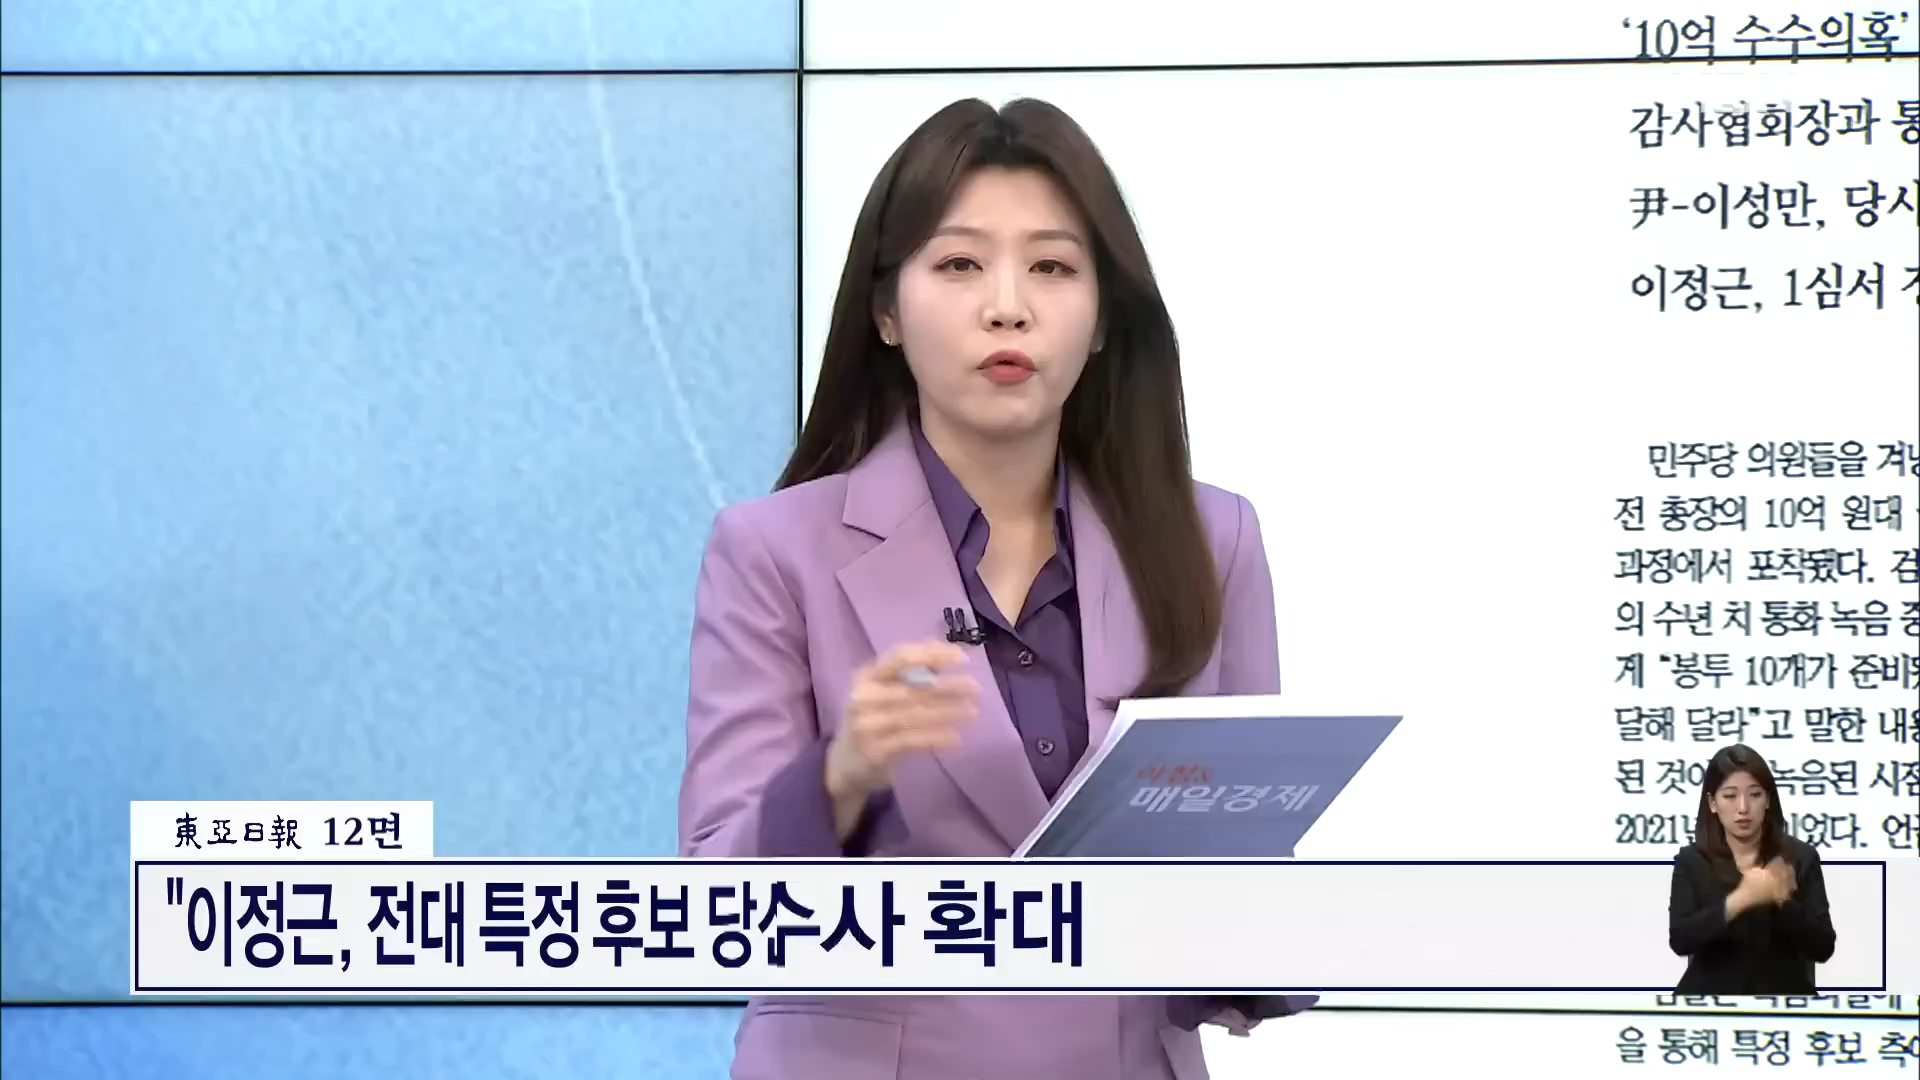 ‘10억 수수의혹’
감사협회장과 통
尹-이성만, 당시
이정근, 1심서
민주당 의원들을 겨냥
전 총장의 10억 원대
과정에서 포착됐다. 검
의 수년 치 통화 녹음 중
게 “봉투 10개가 준비됐
달해 달라”고 말한 내용
된 것이 녹음된 시점
2021년 이었다. 언
을 통해 특정 후보 측에
매일경제
東亞日報 12면
"이정근, 전대 특정 후보 당 수사 확대